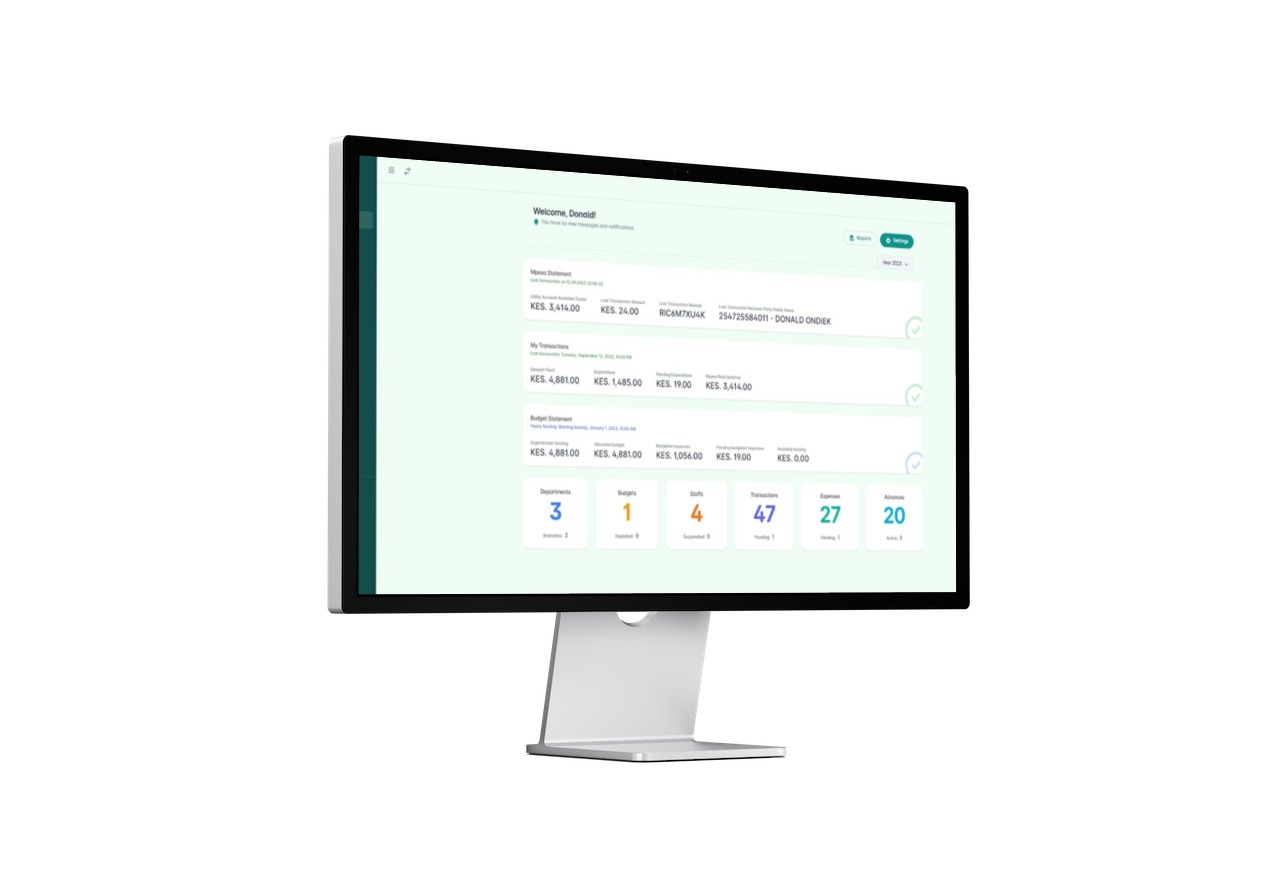 Welcome, Donald!
You have no new messages and notifications
Reports
Settings
Year 2023
Mpesa Statement
Last transaction on 12.09.2023 22:08:20
Utility Account Available Funds
Last Transaction Amount
Last Transaction Receipt
Last Transaction Receiver Party Public Name
KES. 3,414.00
KES. 24.00
RIC6M7XU4K
254725584011 - DONALD ONDIEK
My Transactions
Last transaction Tuesday, September 12, 2023, 10:08 PM
Session Float
Expenditure
Pending Expenditure
Mpesa float balance
KES. 4,881.00
KES. 1,485.00
KES. 19.00
KES. 3,414.00
Budget Statement
Yearly funding, Starting Sunday, January 1, 2023, 12:00 AM
Organization funding
Allocated budget
Budgeted expenses
Pending budgeted expenses
Available funding
KES. 4,881.00
KES. 4,881.00
KES. 1,056.00
KES. 19.00
KES. 0.00
Departments
3
Branches: 3
Budgets
1
Depleted: 0
Staffs
4
Suspended: 0
Transactions
47
Pending: 1
Expenses
27
Pending: 1
Advances
20
Active: 5